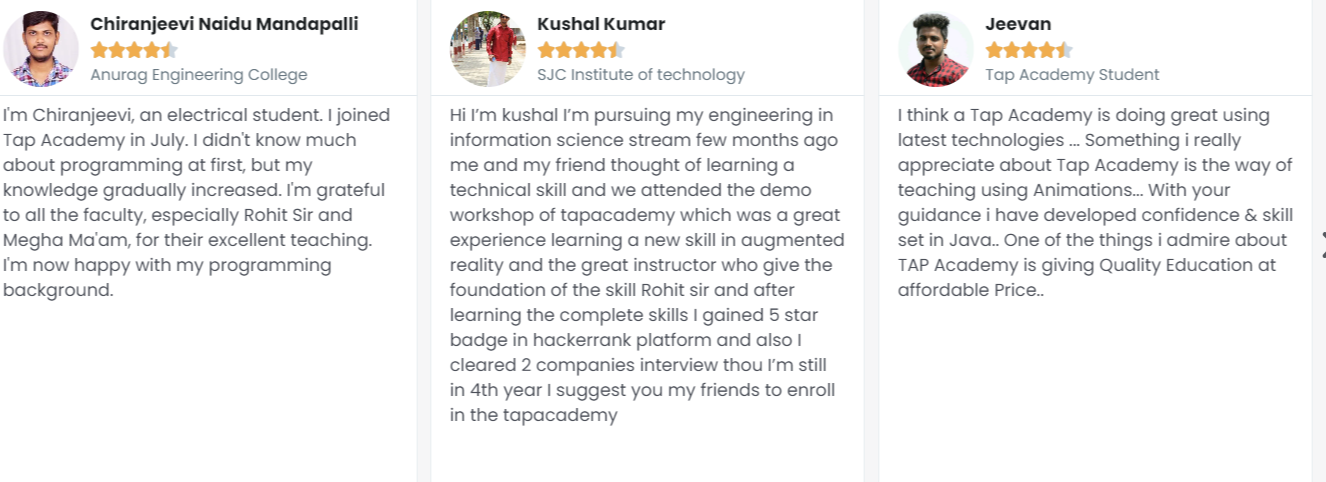 Chiranjeevi Naidu Mandapalli
Anurag Engineering College
I'm Chiranjeevi, an electrical student. I joined
Tap Academy in July. I didn't know much
about programming at first, but my
knowledge gradually increased. I'm grateful
to all the faculty, especially Rohit Sir and
Megha Ma'am, for their excellent teaching.
I'm now happy with my programming
background.
Kushal Kumar
SJC Institute of technology
Hi I’m kushal I’m pursuing my engineering in
information science stream few months ago
me and my friend thought of learning a
technical skill and we attended the demo
workshop of tapacademy which was a great
experience learning a new skill in augmented
reality and the great instructor who give the
foundation of the skill Rohit sir and after
learning the complete skills I gained 5 star
badge in hackerrank platform and also I
cleared 2 companies interview thou I’m still
in 4th year I suggest you my friends to enroll
in the tapacademy
Jeevan
Tap Academy Student
I think a Tap Academy is doing great using
latest technologies ... Something i really
appreciate about Tap Academy is the way of
teaching using Animations... With your
guidance i have developed confidence & skill
set in Java.. One of the things i admire about
TAP Academy is giving Quality Education at
affordable Price..